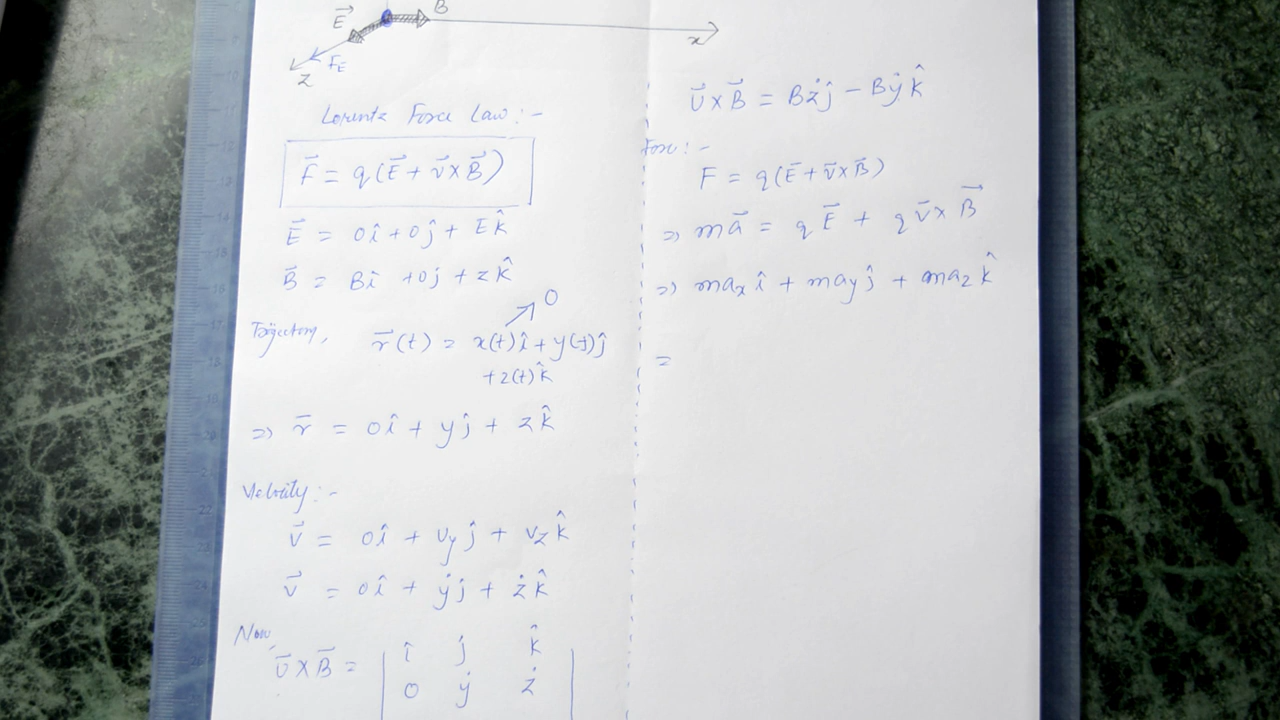 E⃗ B
x
F_E
z
Lorentz Force Law :-
F⃗ = q (E⃗ + v⃗ × B⃗)
E⃗ = 0î + 0ĵ + Ek̂
B⃗ = Bî + 0j + zk̂
0
Trajectory, r⃗(t) = x(t)î + y(t)ĵ
+ z(t)k̂
=> r⃗ = 0î + yĵ + zk̂
Velocity :-
v⃗ = 0î + v_y ĵ + v_z k̂
v⃗ = 0î + ẏĵ + żk̂
Now,
v⃗ × B⃗ = | î ĵ k̂ |
| 0 ẏ ż |
v⃗ × B⃗ = Bżĵ − Bẏk̂
Force :-
F = q (E⃗ + v⃗ × B⃗)
=> ma⃗ = qE⃗ + qv⃗ × B⃗
=> ma_x î + ma_y ĵ + ma_z k̂
=